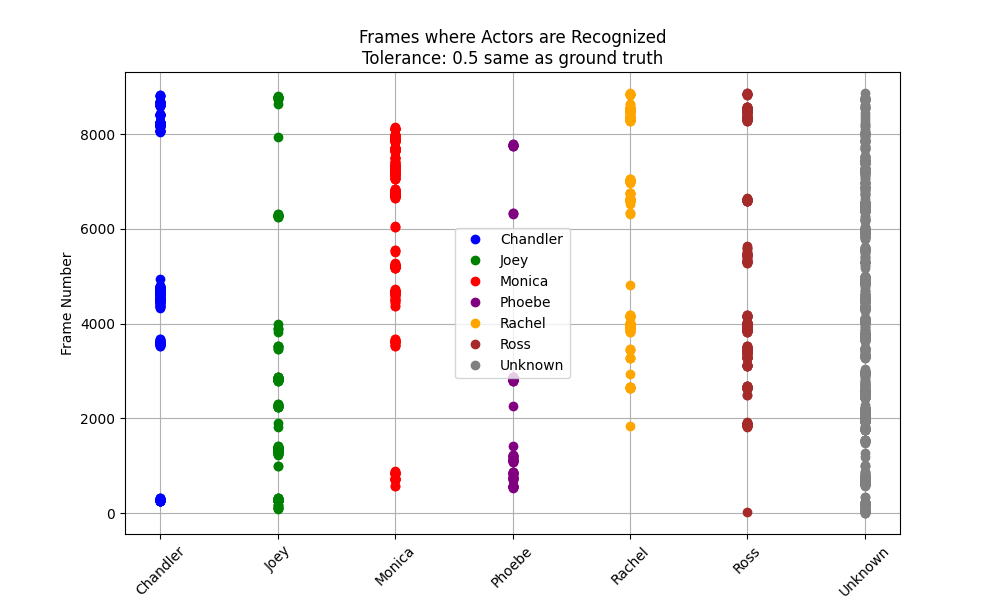 Frames where Actors are Recognized
Tolerance: 0.5 same as ground truth
Frame Number
8000
6000
4000
2000
0
Chandler
Joey
Monica
Phoebe
Rachel
Ross
Unknown
Chandler
Joey
Monica
Phoebe
Rachel
Ross
Unknown